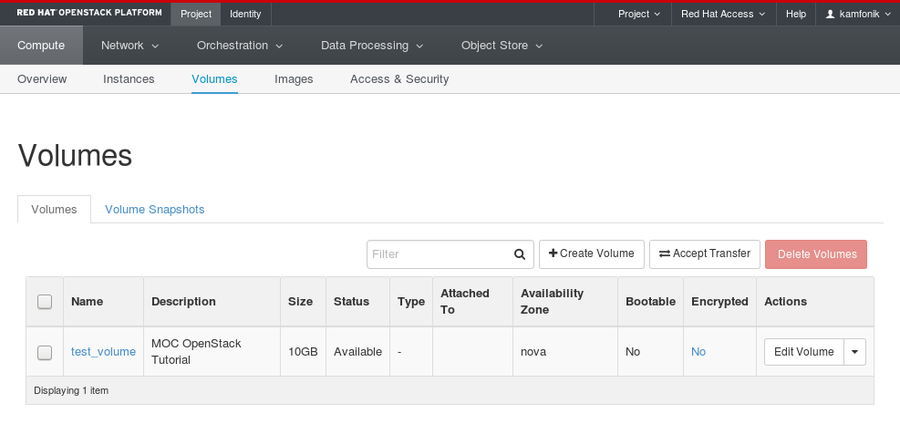 RED HAT OPENSTACK PLATFORM Project Identity Project Red Hat Access Help kamfonik
Compute Network Orchestration Data Processing Object Store
Overview Instances Volumes Images Access & Security
Volumes
Volumes Volume Snapshots
Filter Create Volume Accept Transfer Delete Volumes
Name Description Size Status Type Attached To Availability Zone Bootable Encrypted Actions
test_volume MOC OpenStack Tutorial 10GB Available - nova No No Edit Volume
Displaying 1 item